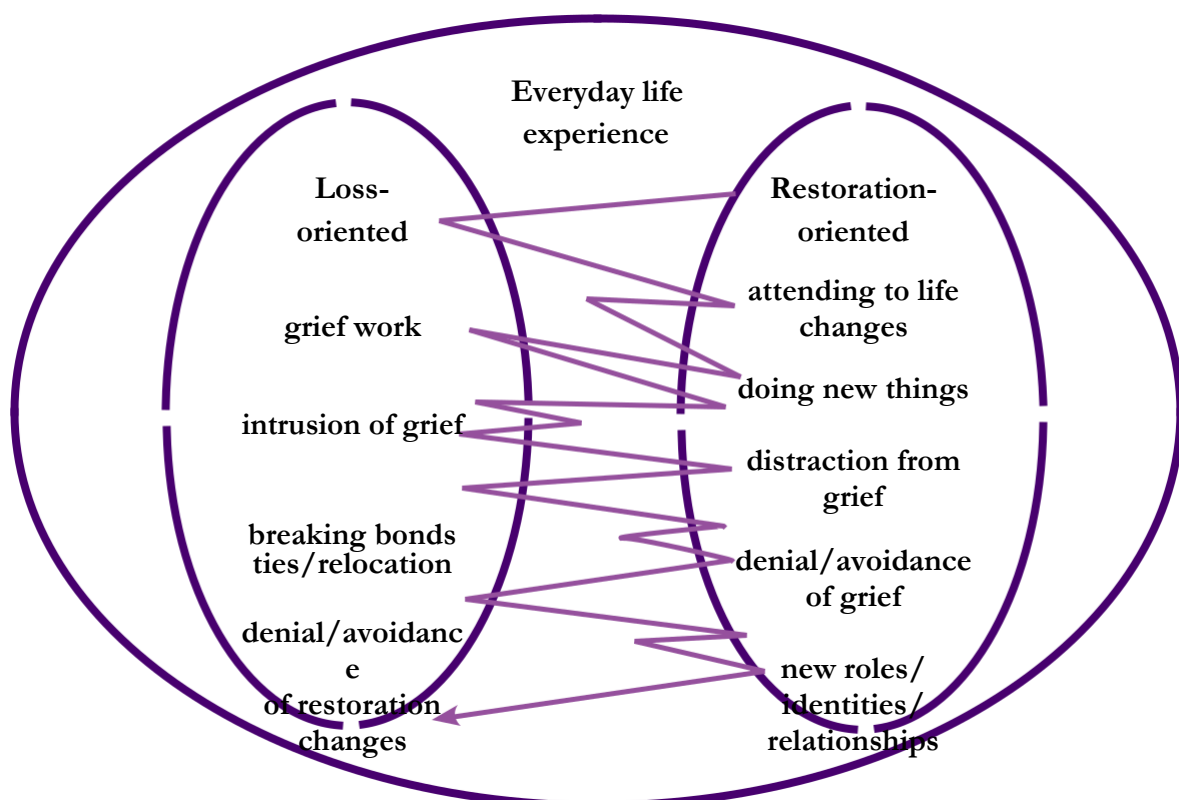 Everyday life
experience
Loss-
oriented
grief work
intrusion of grief
breaking bonds
ties/relocation
denial/avoidanc
e
of restoration
changes
Restoration-
oriented
attending to life
changes
doing new things
distraction from
grief
denial/avoidance
of grief
new roles/
identities/
relationships